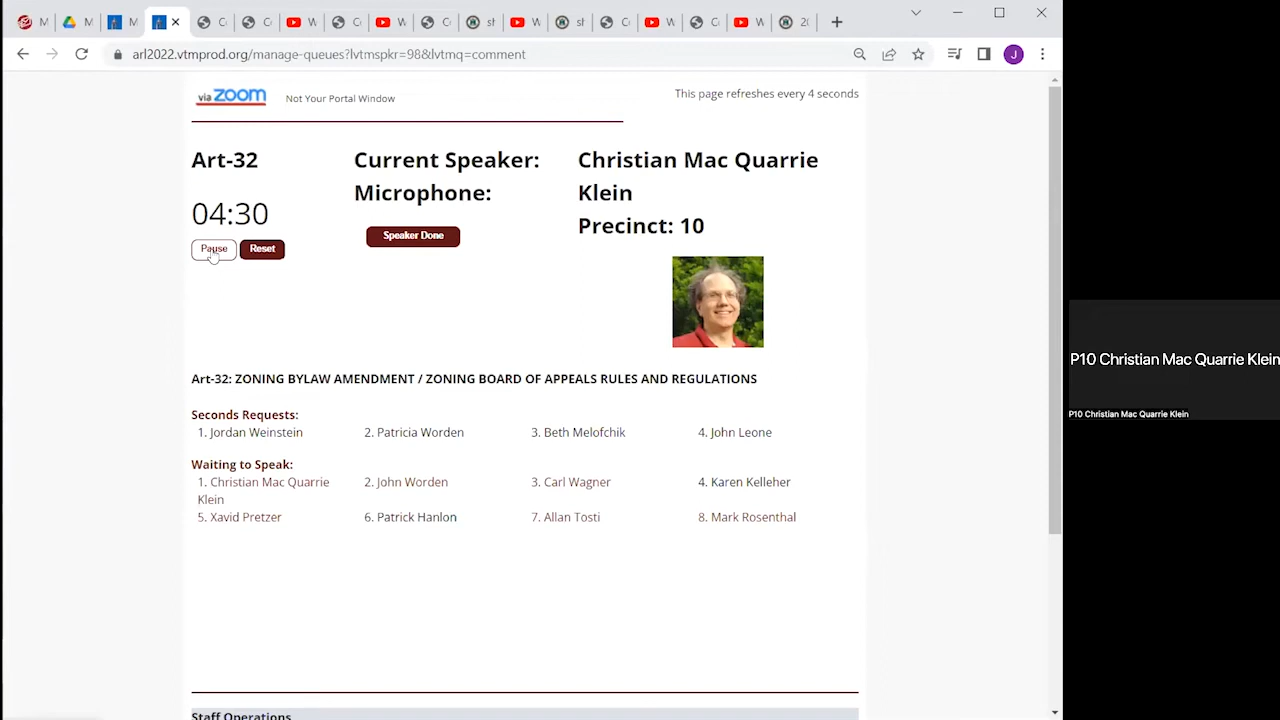 M M M C C W C W C st W st C W C W 20
arl2022.vtmprod.org/manage-queues?lvtmspkr=98&lvtmq=comment J
via zoom Not Your Portal Window This page refreshes every 4 seconds
Art-32 Current Speaker: Christian Mac Quarrie
Microphone: Klein
04:30 Precinct: 10
Pause Reset Speaker Done
Art-32: ZONING BYLAW AMENDMENT / ZONING BOARD OF APPEALS RULES AND REGULATIONS
Seconds Requests:
1. Jordan Weinstein 2. Patricia Worden 3. Beth Melofchik 4. John Leone
Waiting to Speak:
1. Christian Mac Quarrie 2. John Worden 3. Carl Wagner 4. Karen Kelleher
Klein
5. Xavid Pretzer 6. Patrick Hanlon 7. Allan Tosti 8. Mark Rosenthal
Staff Operations
P10 Christian Mac Quarrie Klein
P10 Christian Mac Quarrie Klein